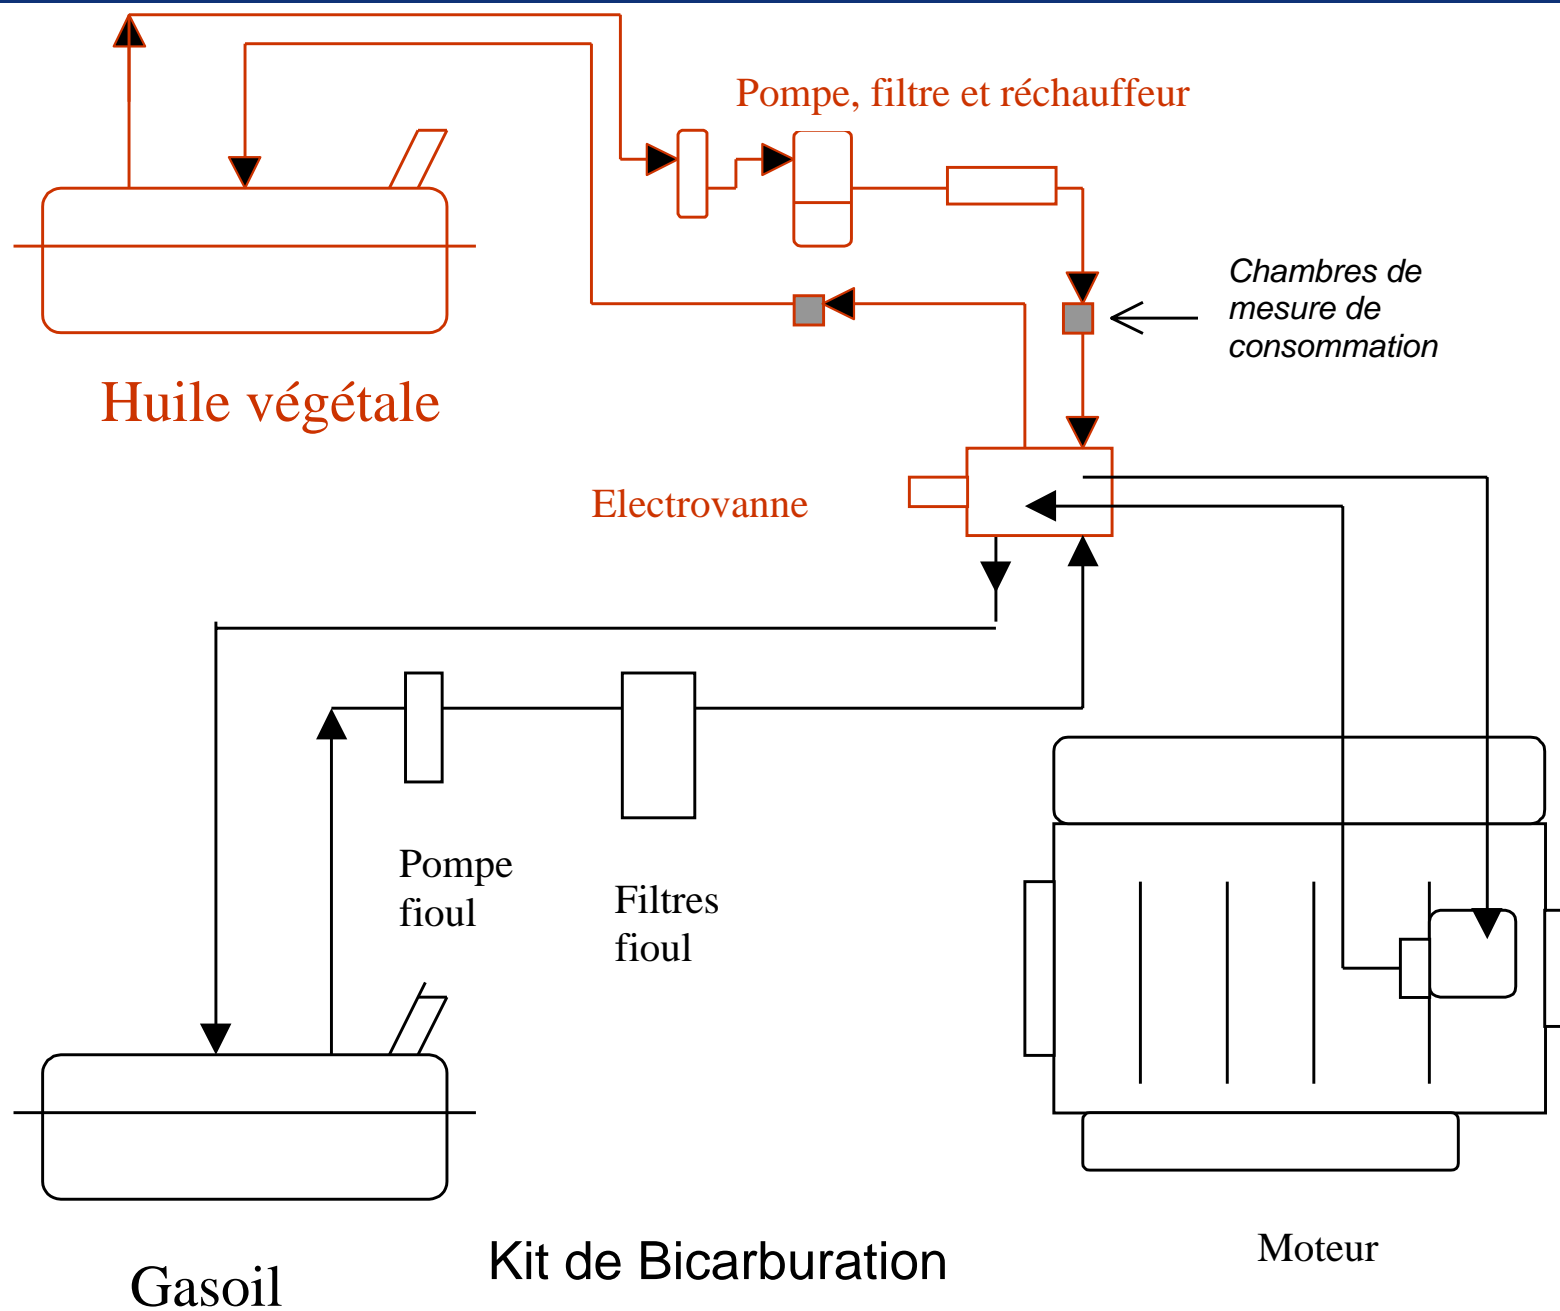 Pompe, filtre et réchauffeur
Chambres de
mesure de
consommation
Huile végétale
Electrovanne
Pompe
fioul
Filtres
fioul
Moteur
Kit de Bicarburation
Gasoil